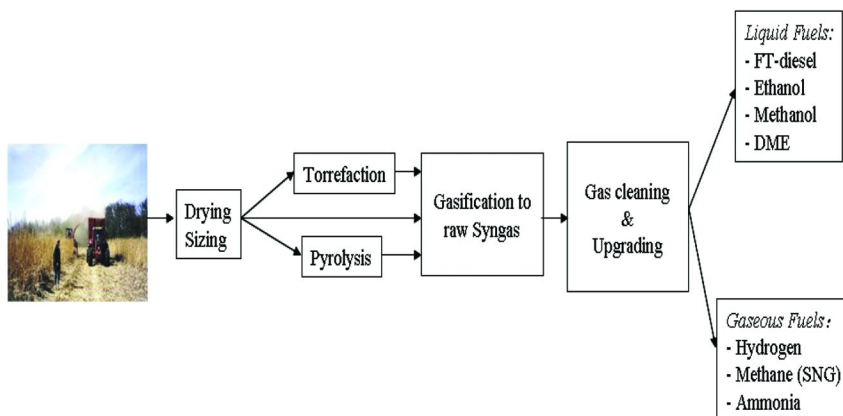 Drying
Sizing
Torrefaction
Pyrolysis
Gasification to
raw Syngas
Gas cleaning
&
Upgrading
Liquid Fuels:
- FT-diesel
- Ethanol
- Methanol
- DME
Gaseous Fuels:
- Hydrogen
- Methane (SNG)
- Ammonia